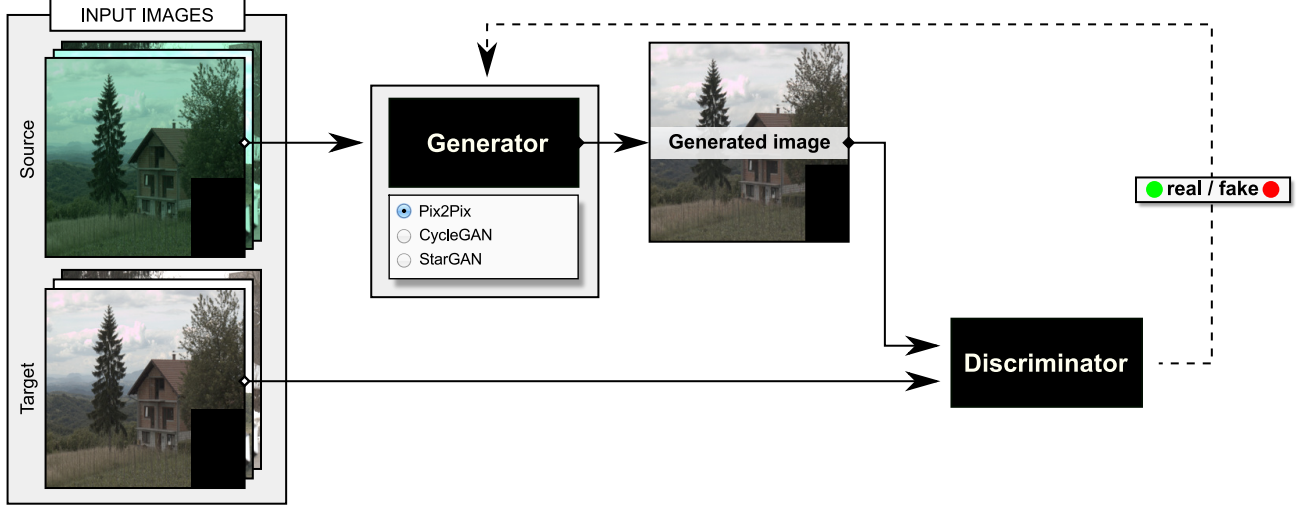 INPUT IMAGES
Source
Target
Generator
Pix2Pix
CycleGAN
StarGAN
Generated image
real / fake
Discriminator